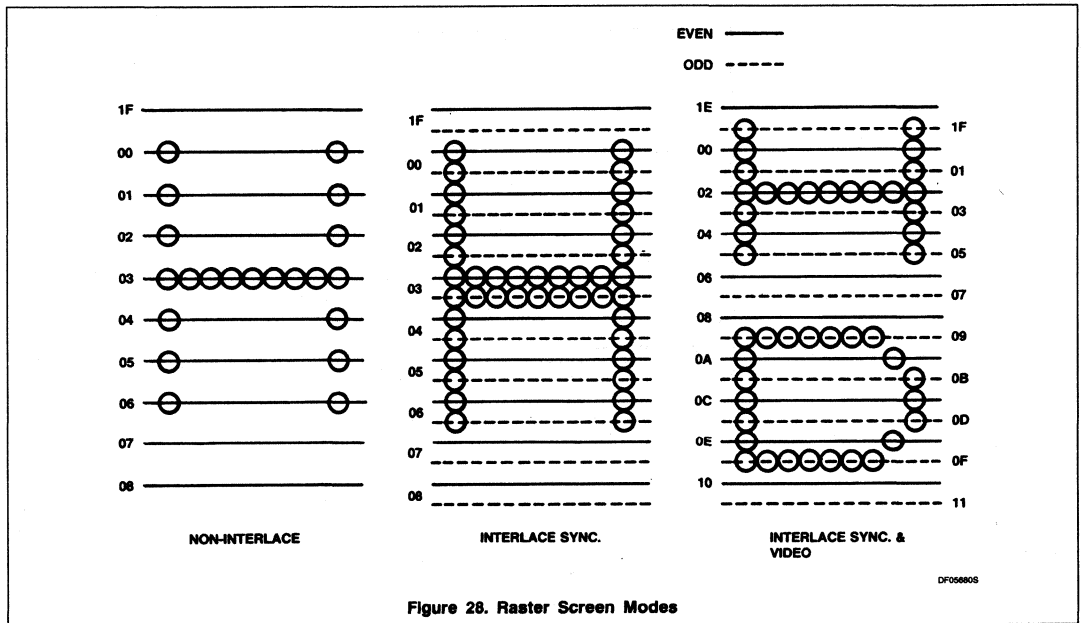 EVEN
ODD
1F
00
01
02
03
04
05
06
07
08
NON-INTERLACE
1F
00
01
02
03
04
05
06
07
08
INTERLACE SYNC.
1E
1F
00
01
02
03
04
05
06
07
08
09
0A
0B
0C
0D
0E
0F
10
11
INTERLACE SYNC. &
VIDEO
DF05680S
Figure 28. Raster Screen Modes